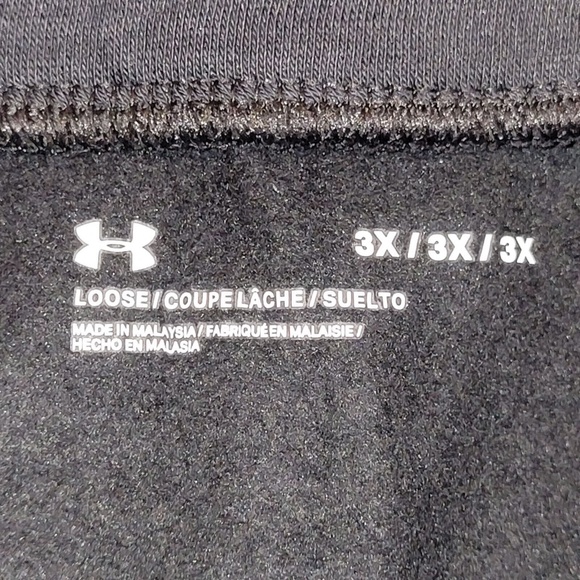 3X / 3X / 3X
LOOSE / COUPE LÂCHE / SUELTO
MADE IN MALAYSIA / FABRIQUÉ EN MALAISIE /
HECHO EN MALASIA